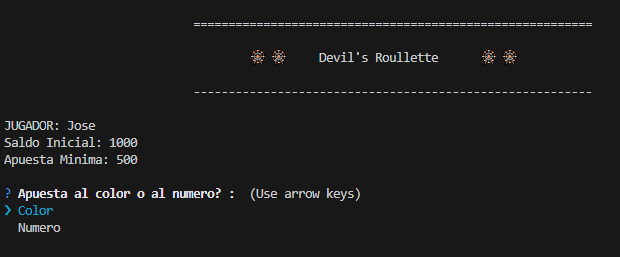 =========================================================
🎡 🎡 Devil's Roullette 🎡 🎡
---------------------------------------------------------
JUGADOR: Jose
Saldo Inicial: 1000
Apuesta Minima: 500
? Apuesta al color o al numero? : (Use arrow keys)
❯ Color
Numero